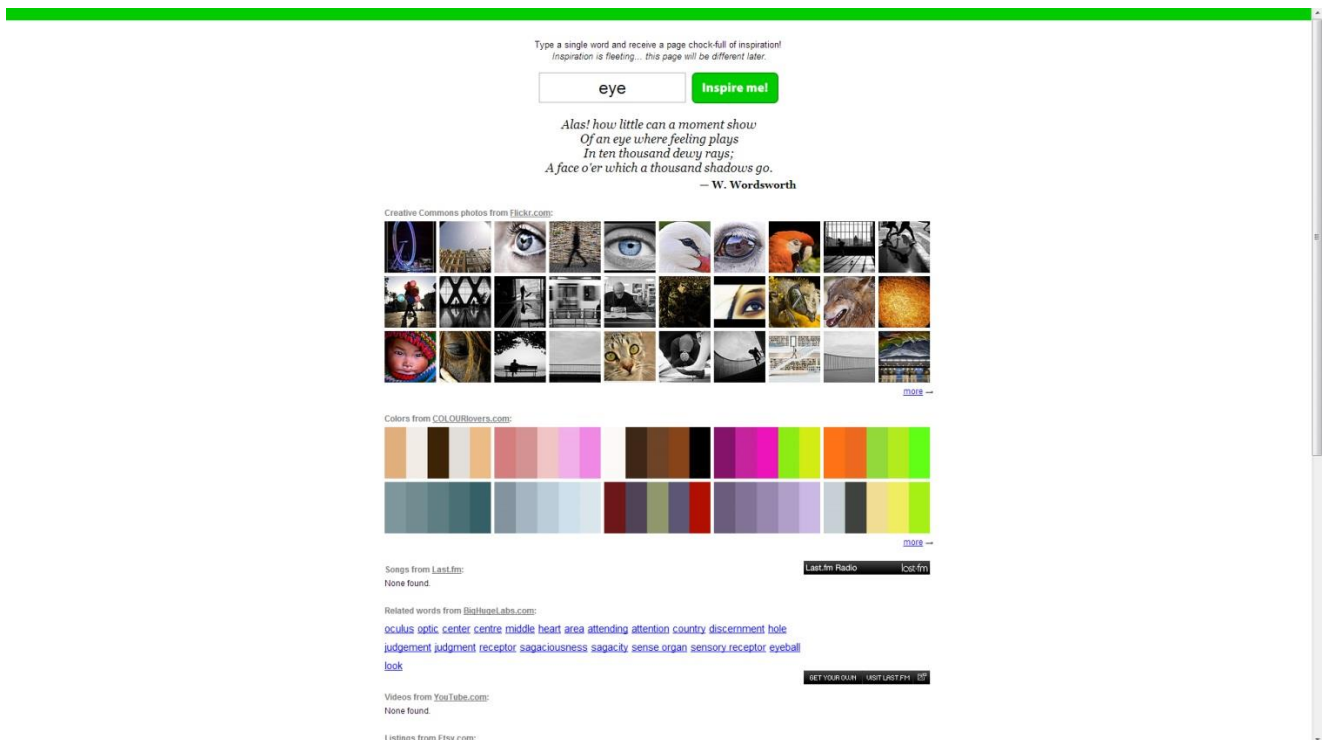 Type a single word and receive a page chock-full of inspiration!
Inspiration is fleeting... this page will be different later.
eye
Inspire me!
Alas! how little can a moment show
Of an eye where feeling plays
In ten thousand dewy rays;
A face o'er which a thousand shadows go.
— W. Wordsworth
Creative Commons photos from Flickr.com:
more →
Colors from COLOURlovers.com:
more →
Songs from Last.fm:
Last.fm Radio
lost.fm
None found.
Related words from BigHugeLabs.com:
oculus optic center centre middle heart area attending attention country discernment hole
judgement judgment receptor sagaciousness sagacity sense organ sensory receptor eyeball
look
GET YOUR OWN
VISIT LAST.FM
Videos from YouTube.com:
None found.
Listings from Etsy.com: